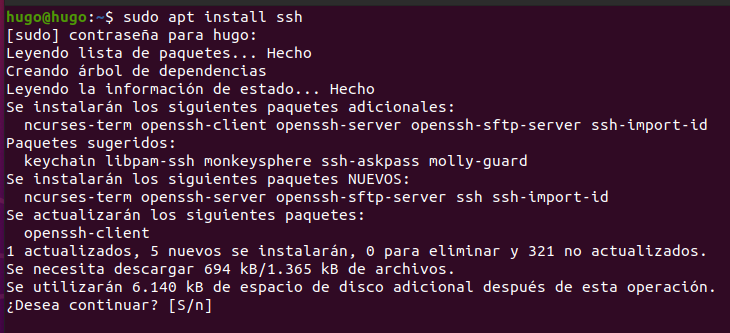 hugo@hugo:~$ sudo apt install ssh
[sudo] contraseña para hugo:
Leyendo lista de paquetes... Hecho
Creando árbol de dependencias
Leyendo la información de estado... Hecho
Se instalarán los siguientes paquetes adicionales:
  ncurses-term openssh-client openssh-server openssh-sftp-server ssh-import-id
Paquetes sugeridos:
  keychain libpam-ssh monkeysphere ssh-askpass molly-guard
Se instalarán los siguientes paquetes NUEVOS:
  ncurses-term openssh-server openssh-sftp-server ssh ssh-import-id
Se actualizarán los siguientes paquetes:
  openssh-client
1 actualizados, 5 nuevos se instalarán, 0 para eliminar y 321 no actualizados.
Se necesita descargar 694 kB/1.365 kB de archivos.
Se utilizarán 6.140 kB de espacio de disco adicional después de esta operación.
¿Desea continuar? [S/n]